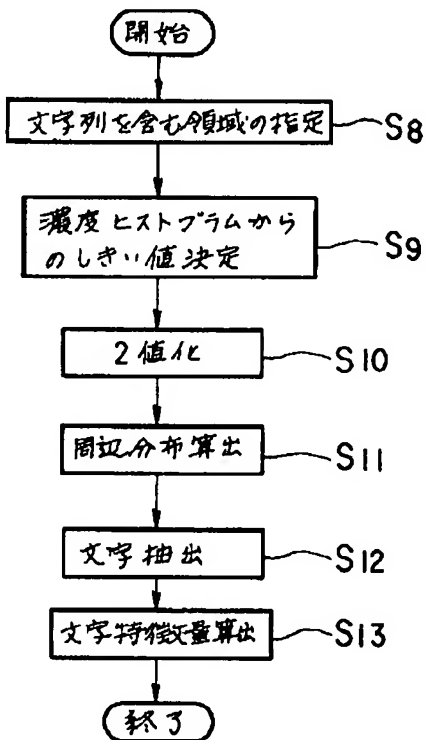 開始
文字列を含む領域の指定
S8
濃度ヒストグラムから
のしきい値決定
S9
2値化
S10
周辺分布算出
S11
文字抽出
S12
文字特徴量算出
S13
終了